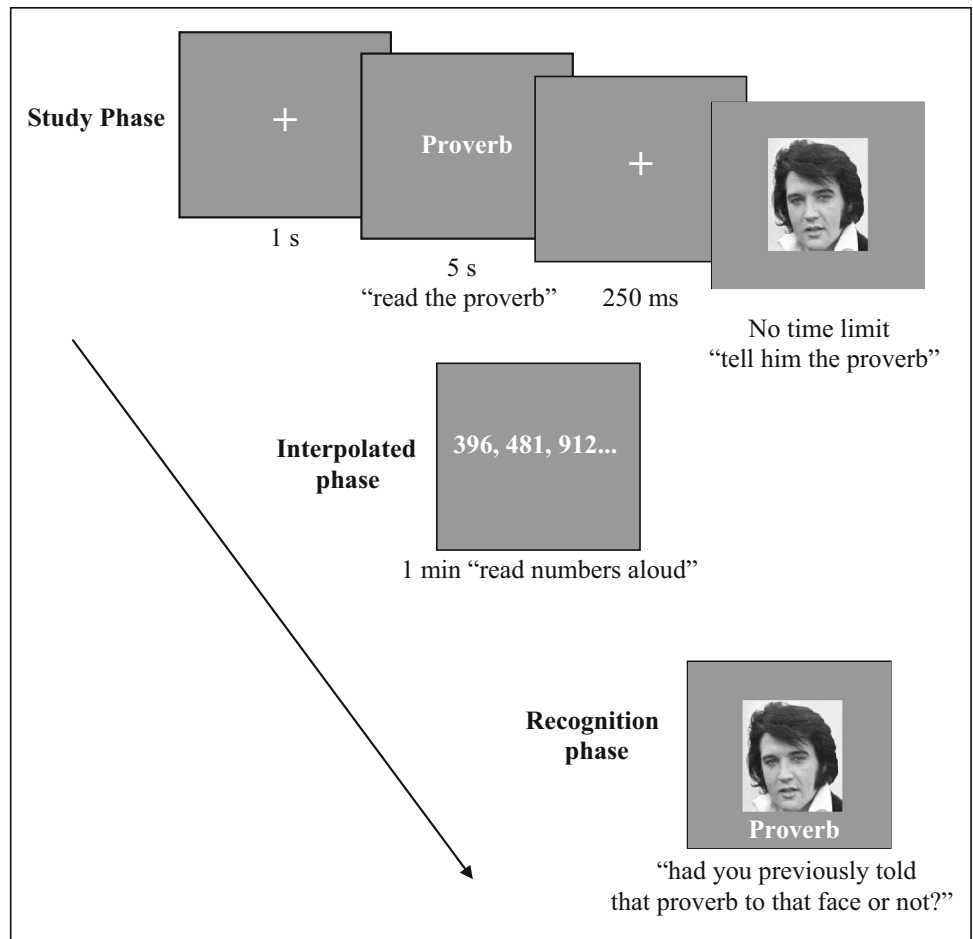 Study Phase
+
Proverb
+
1 s
5 s
“read the proverb”
250 ms
No time limit
“tell him the proverb”
Interpolated
phase
396, 481, 912...
1 min “read numbers aloud”
Recognition
phase
Proverb
“had you previously told
that proverb to that face or not?”